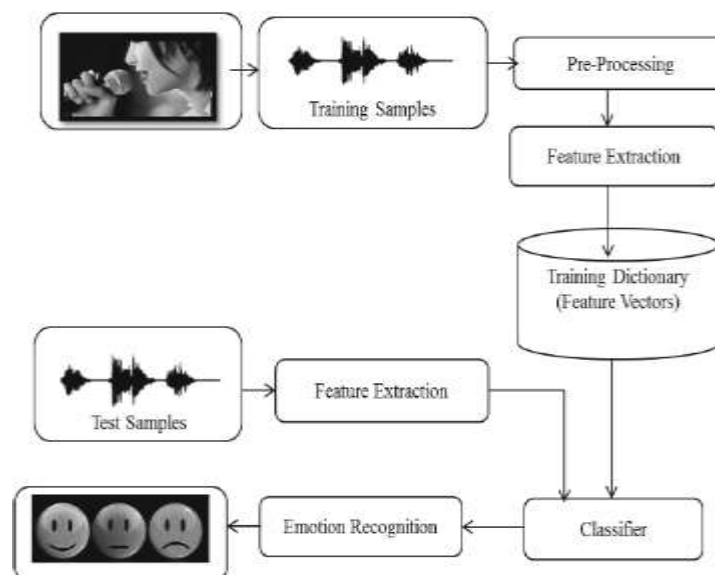 Training Samples
Pre-Processing
Feature Extraction
Training Dictionary
(Feature Vectors)
Test Samples
Feature Extraction
Emotion Recognition
Classifier